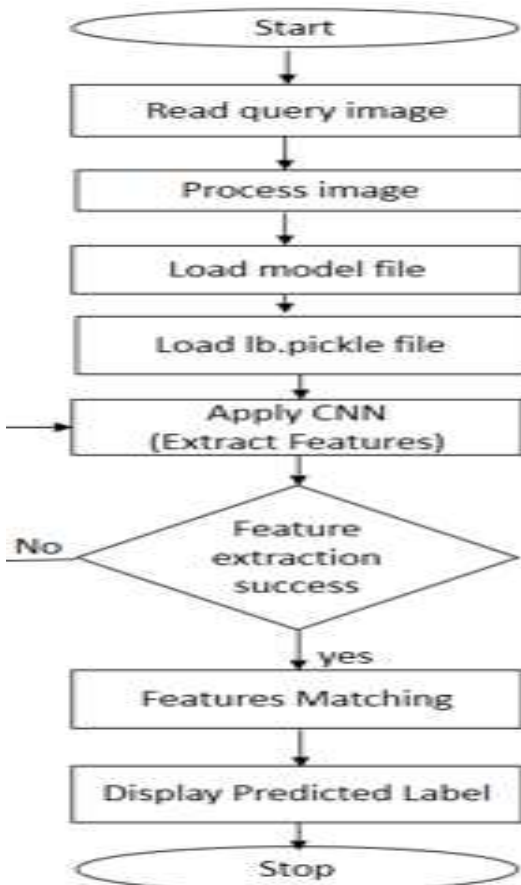 Start
Read query image
Process image
Load model file
Load lb.pickle file
Apply CNN
(Extract Features)
Feature
extraction
success
No
yes
Features Matching
Display Predicted Label
Stop